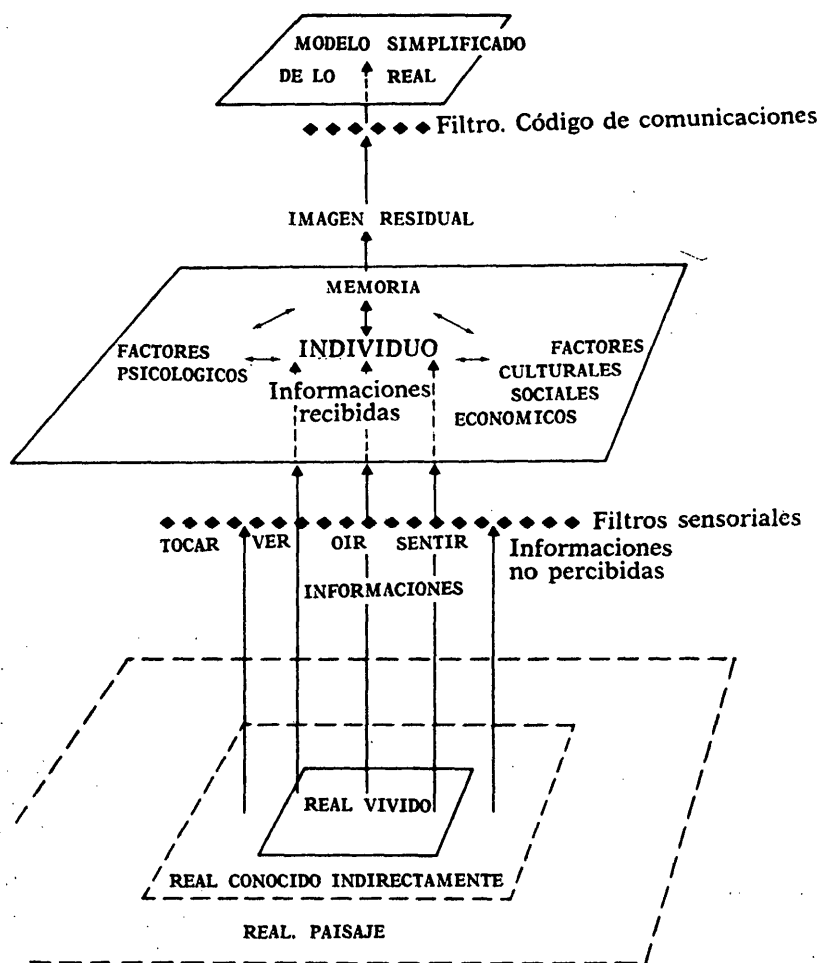 MODELO SIMPLIFICADO
DE LO REAL
Filtro. Código de comunicaciones
IMAGEN RESIDUAL
MEMORIA
FACTORES
PSICOLOGICOS
INDIVIDUO
FACTORES
CULTURALES
SOCIALES
ECONOMICOS
Informaciones
recibidas
Filtros sensoriales
TOCAR VER OIR SENTIR
Informaciones
no percibidas
INFORMACIONES
REAL VIVIDO
REAL CONOCIDO INDIRECTAMENTE
REAL. PAISAJE